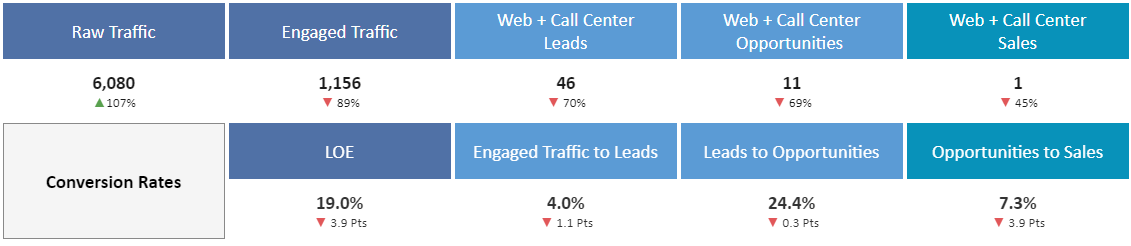 Raw Traffic
Engaged Traffic
Web + Call Center
Leads
Web + Call Center
Opportunities
Web + Call Center
Sales
6,080
▲107%
1,156
▼ 89%
46
▼ 70%
11
▼ 69%
1
▼ 45%
Conversion Rates
LOE
Engaged Traffic to Leads
Leads to Opportunities
Opportunities to Sales
19.0%
▼ 3.9 Pts
4.0%
▼ 1.1 Pts
24.4%
▼ 0.3 Pts
7.3%
▼ 3.9 Pts